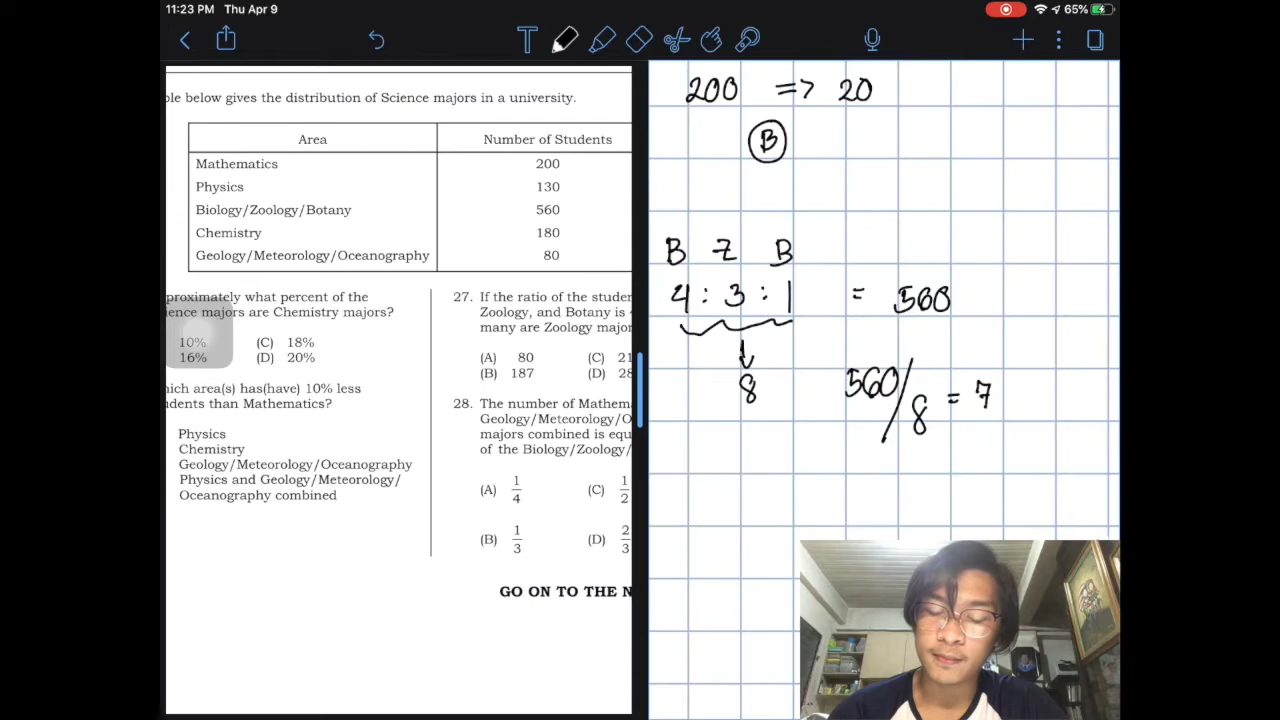 11:23 PM Thu Apr 9
65%
ble below gives the distribution of Science majors in a university.
Area Number of Students
Mathematics 200
Physics 130
Biology/Zoology/Botany 560
Chemistry 180
Geology/Meteorology/Oceanography 80
proximately what percent of the
ience majors are Chemistry majors?
10% (C) 18%
16% (D) 20%
hich area(s) has(have) 10% less
udents than Mathematics?
Physics
Chemistry
Geology/Meteorology/Oceanography
Physics and Geology/Meteorology/
Oceanography combined
27. If the ratio of the studen
Zoology, and Botany is
many are Zoology major
(A) 80 (C) 21
(B) 187 (D) 28
28. The number of Mathema
Geology/Meteorology/O
majors combined is equ
of the Biology/Zoology/
(A) 1/4 (C) 1/2
(B) 1/3 (D) 2/3
GO ON TO THE N
200 => 20
B
B Z B
4 : 3 : 1 = 560
8
560/8 = 7